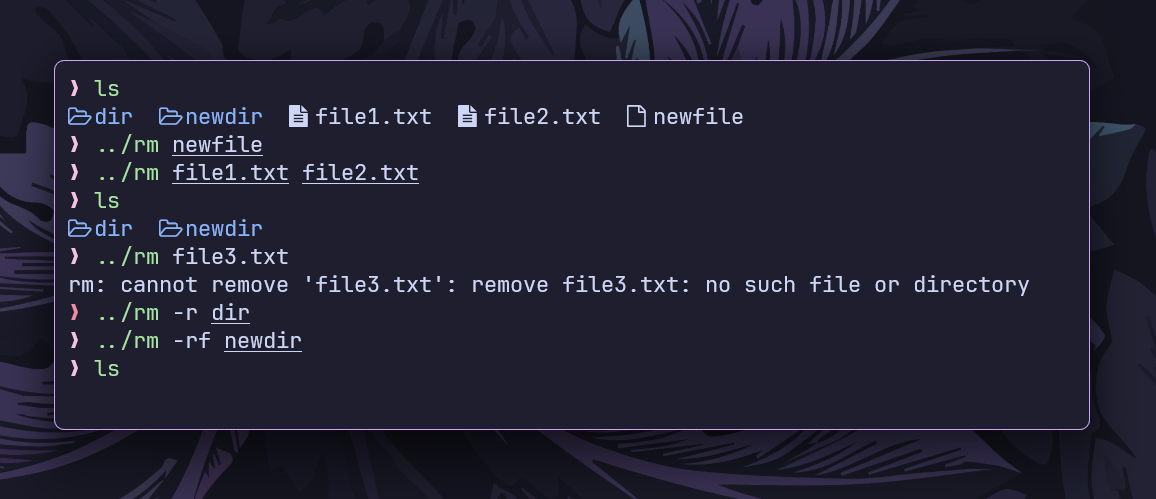 ❯ ls
dir newdir file1.txt file2.txt newfile
❯ ../rm newfile
❯ ../rm file1.txt file2.txt
❯ ls
dir newdir
❯ ../rm file3.txt
rm: cannot remove 'file3.txt': remove file3.txt: no such file or directory
❯ ../rm -r dir
❯ ../rm -rf newdir
❯ ls